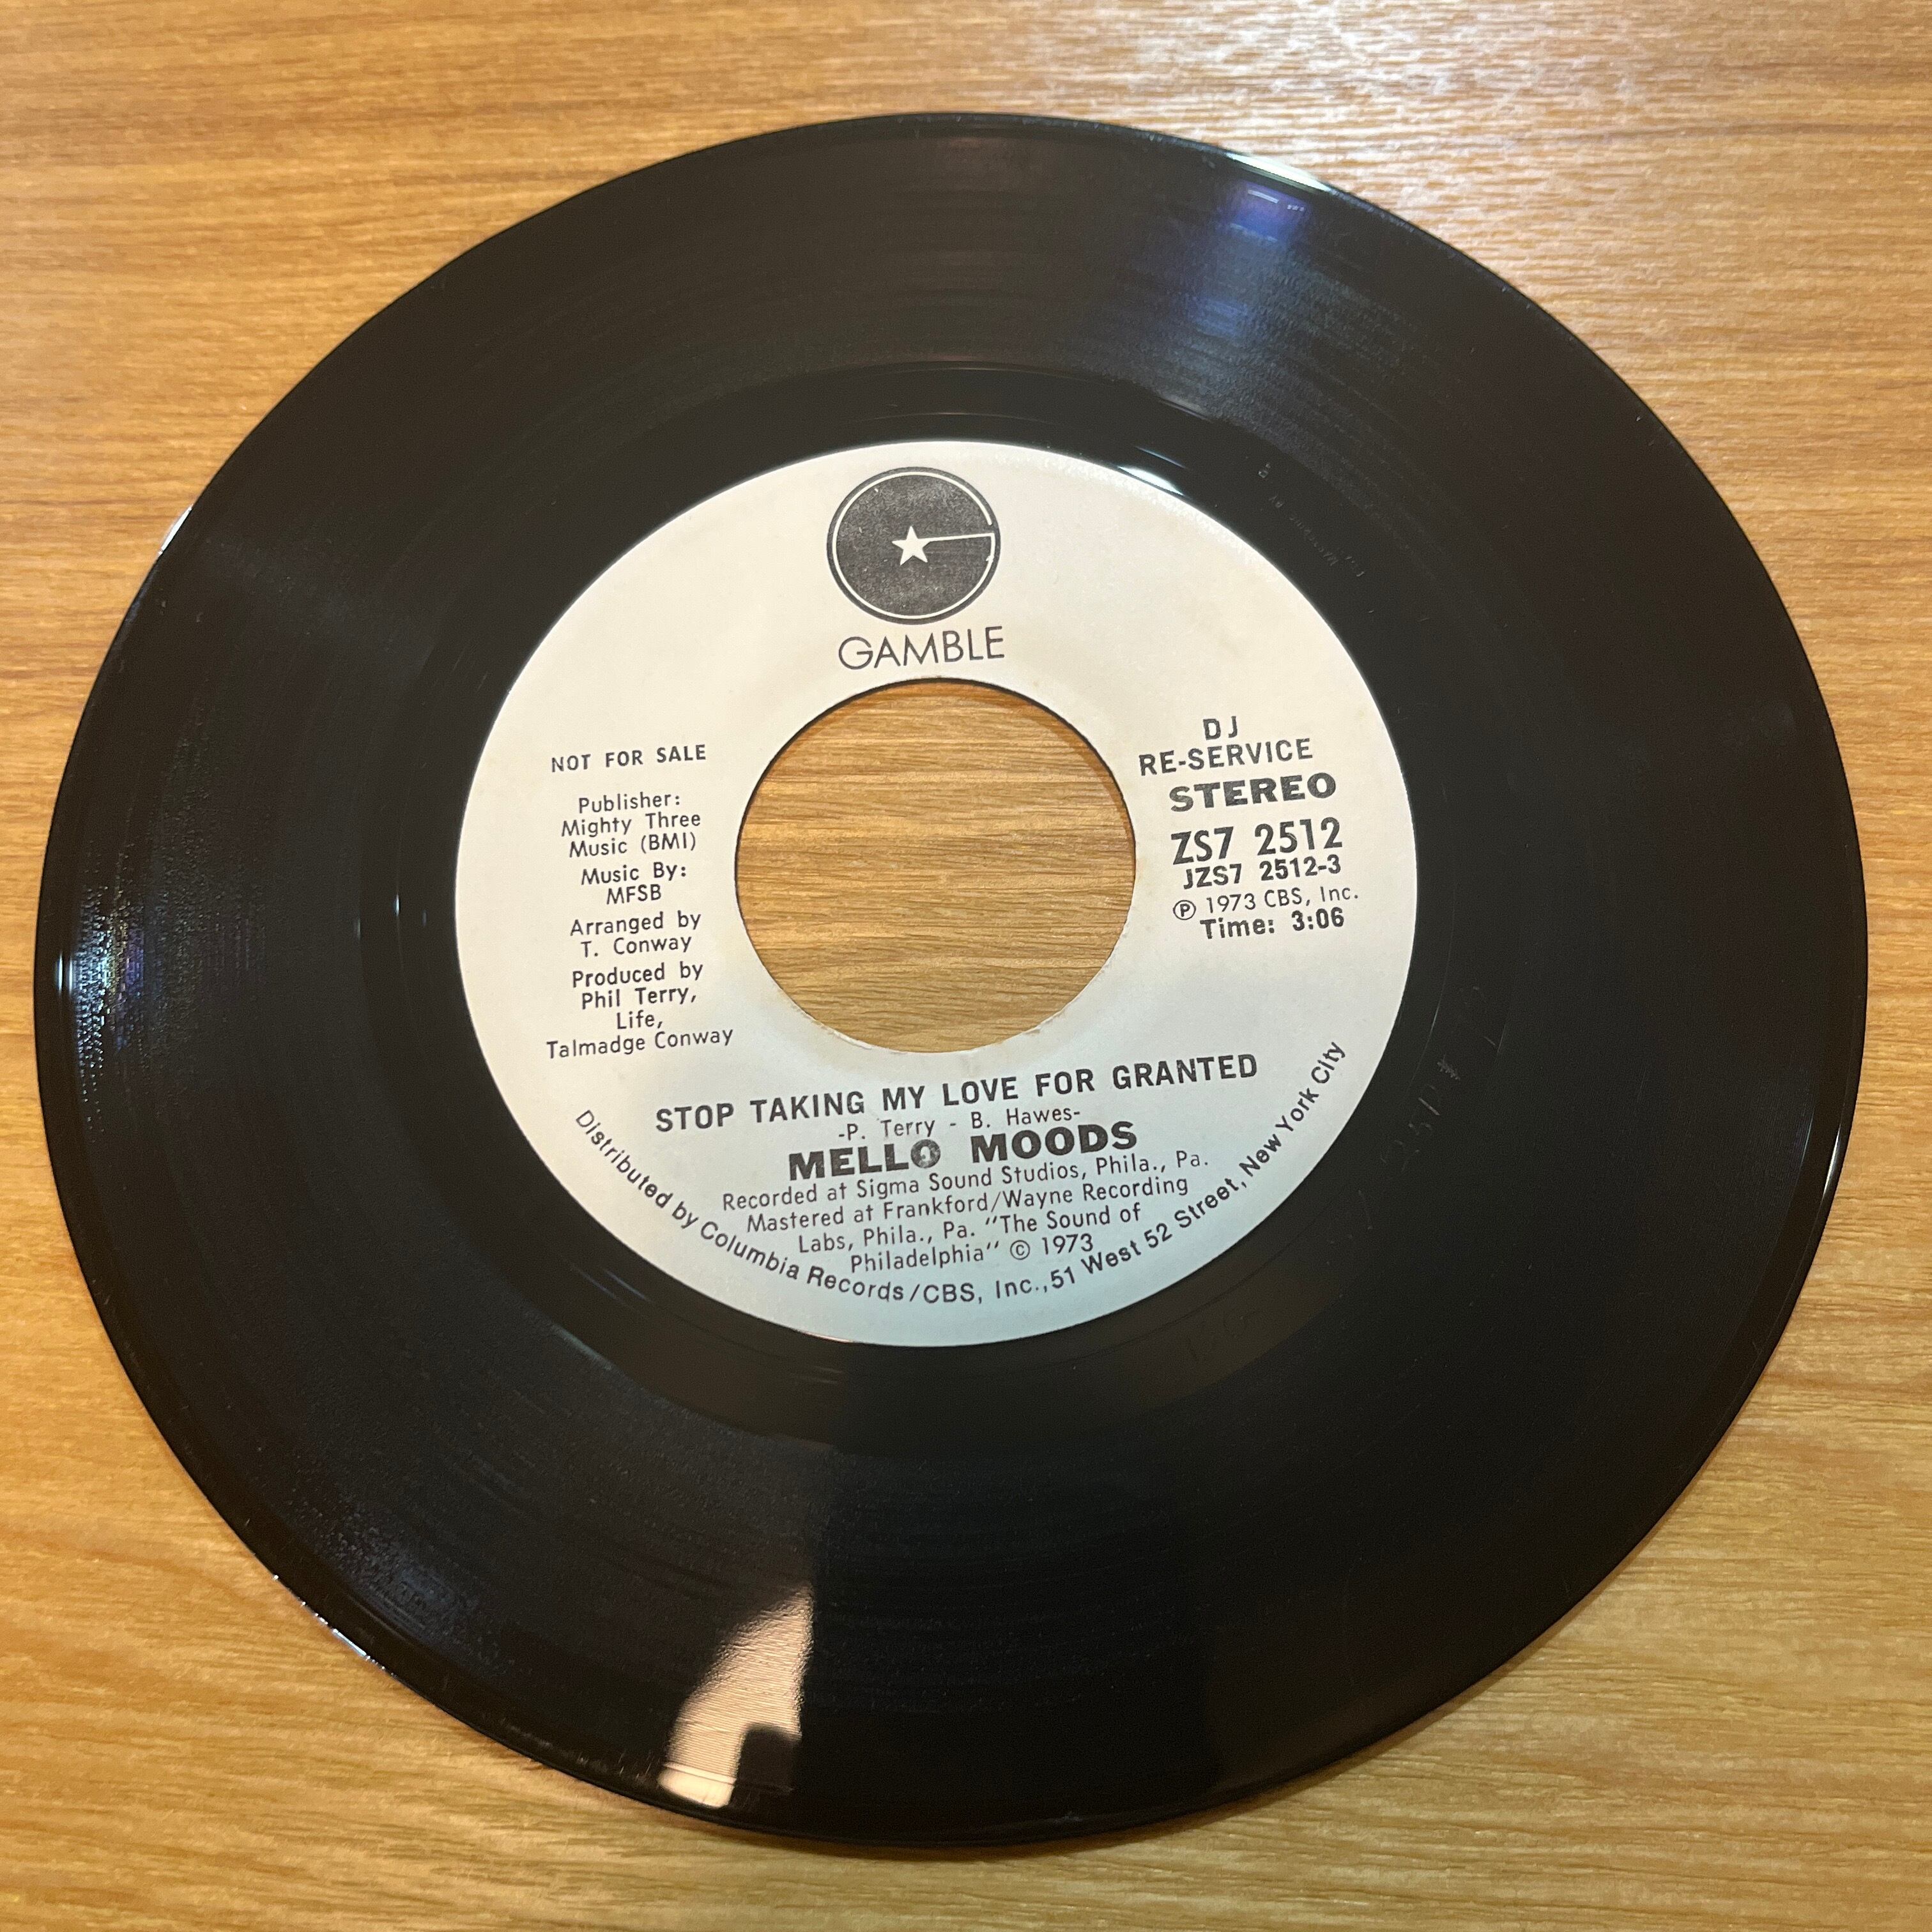 GAMBLE
NOT FOR SALE
Publisher:
Mighty Three
Music (BMI)
Music By:
MFSB
Arranged by
T. Conway
Produced by
Phil Terry,
Life,
Talmadge Conway
DJ
RE-SERVICE
STEREO
ZS7 2512
JZS7 2512-3
Ⓟ 1973 CBS, Inc.
Time: 3:06
STOP TAKING MY LOVE FOR GRANTED
-P. Terry - B. Hawes-
MELLO MOODS
Recorded at Sigma Sound Studios, Phila., Pa.
Mastered at Frankford/Wayne Recording
Labs, Phila., Pa. "The Sound of
Philadelphia" © 1973
Distributed by Columbia Records/CBS, Inc., 51 West 52 Street, New York City